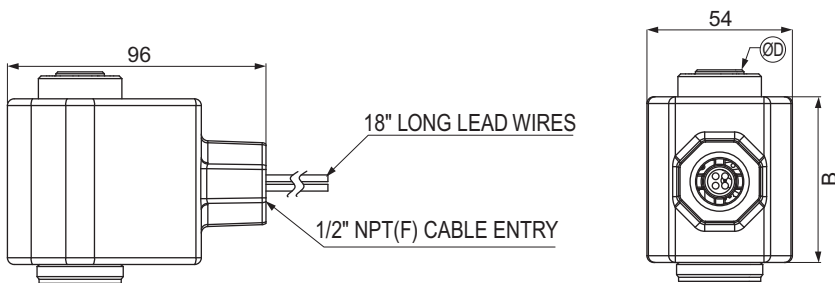 96
54
ØD
18" LONG LEAD WIRES
B
1/2" NPT(F) CABLE ENTRY